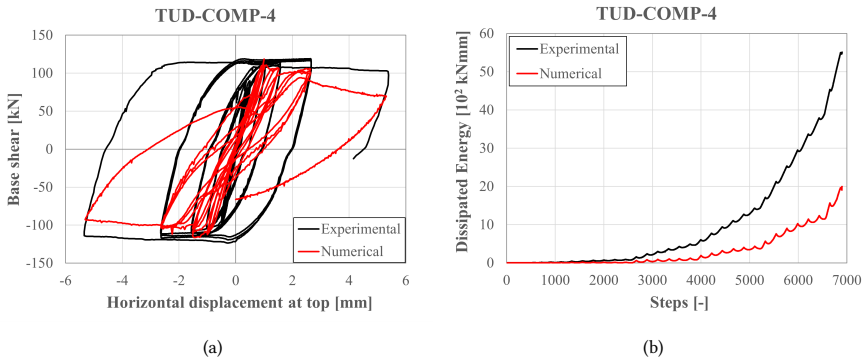 TUD-COMP-4
150
100
50
0
-50
-100
-150
Base shear [kN]
Experimental
Numerical
-6 -4 -2 0 2 4 6
Horizontal displacement at top [mm]
(a)
TUD-COMP-4
60
50
40
30
20
10
0
Dissipated Energy [10² kNmm]
Experimental
Numerical
0 1000 2000 3000 4000 5000 6000 7000
Steps [-]
(b)